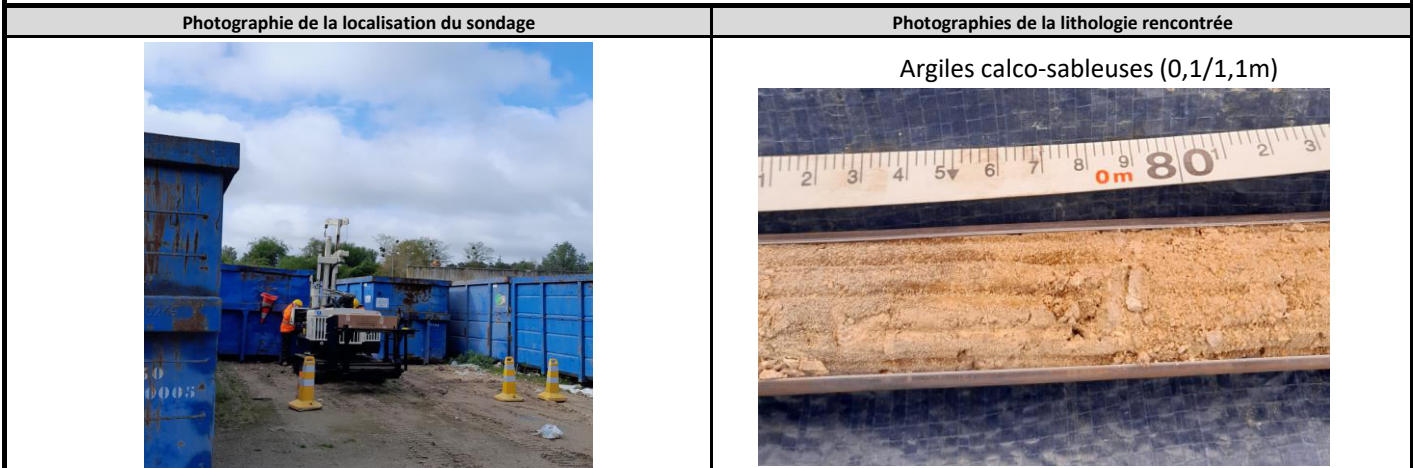 Photographie de la localisation du sondage
Photographies de la lithologie rencontrée
Argiles calco-sableuses (0,1/1,1m)
1 2 3 4 5 6 7 8 9 80 1 2 3
0m
0005